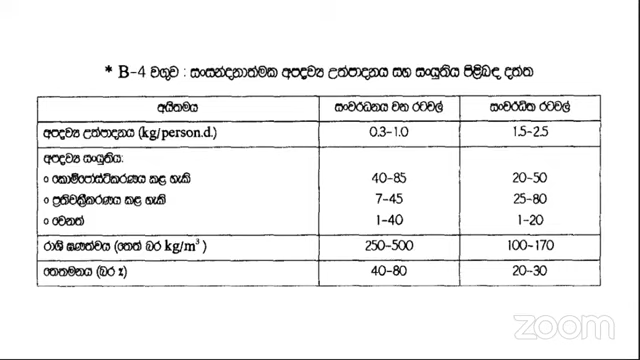 * B-4 වගුව : සංසන්දනාත්මක අපද්‍රව්‍ය උත්පාදනය සහ සංයුතිය පිළිබඳ දත්ත
අයිතමය සංවර්ධනය වන රටවල් සංවර්ධිත රටවල්
අපද්‍රව්‍ය උත්පාදනය (kg/person.d.) 0.3-1.0 1.5-2.5
අපද්‍රව්‍ය සංයුතිය:
o කොම්පෝස්ට්කරණය කළ හැකි 40-85 20-50
o ප්‍රතිචක්‍රීකරණය කළ හැකි 7-45 25-80
o වෙනත් 1-40 1-20
රාශි ඝණත්වය (තෙත් බර kg/m³) 250-500 100-170
තෙතමනය (බර %) 40-80 20-30
zoom